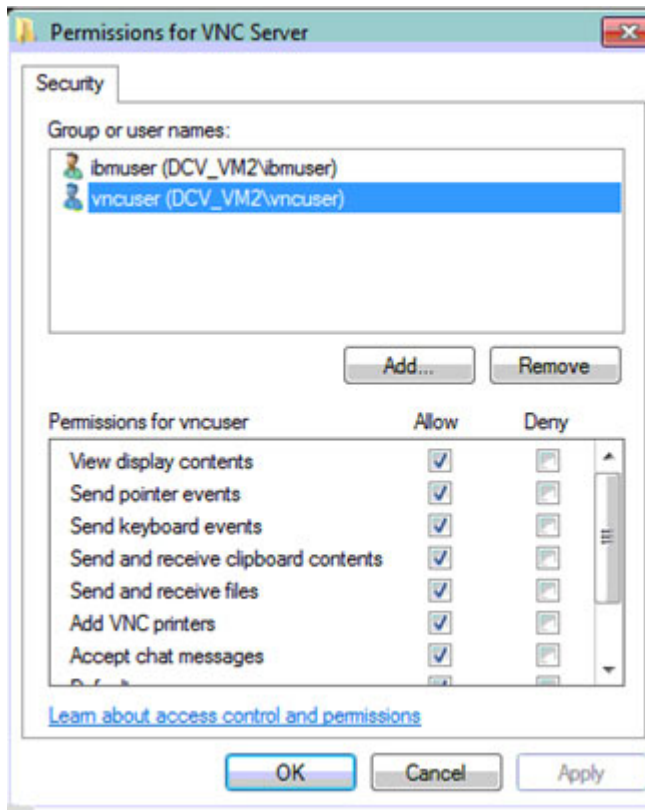 Permissions for VNC Server
Security
Group or user names:
ibmuser (DCV_VM2\ibmuser)
vncuser (DCV_VM2\vncuser)
Add... Remove
Permissions for vncuser Allow Deny
View display contents
Send pointer events
Send keyboard events
Send and receive clipboard contents
Send and receive files
Add VNC printers
Accept chat messages
Learn about access control and permissions
OK Cancel Apply